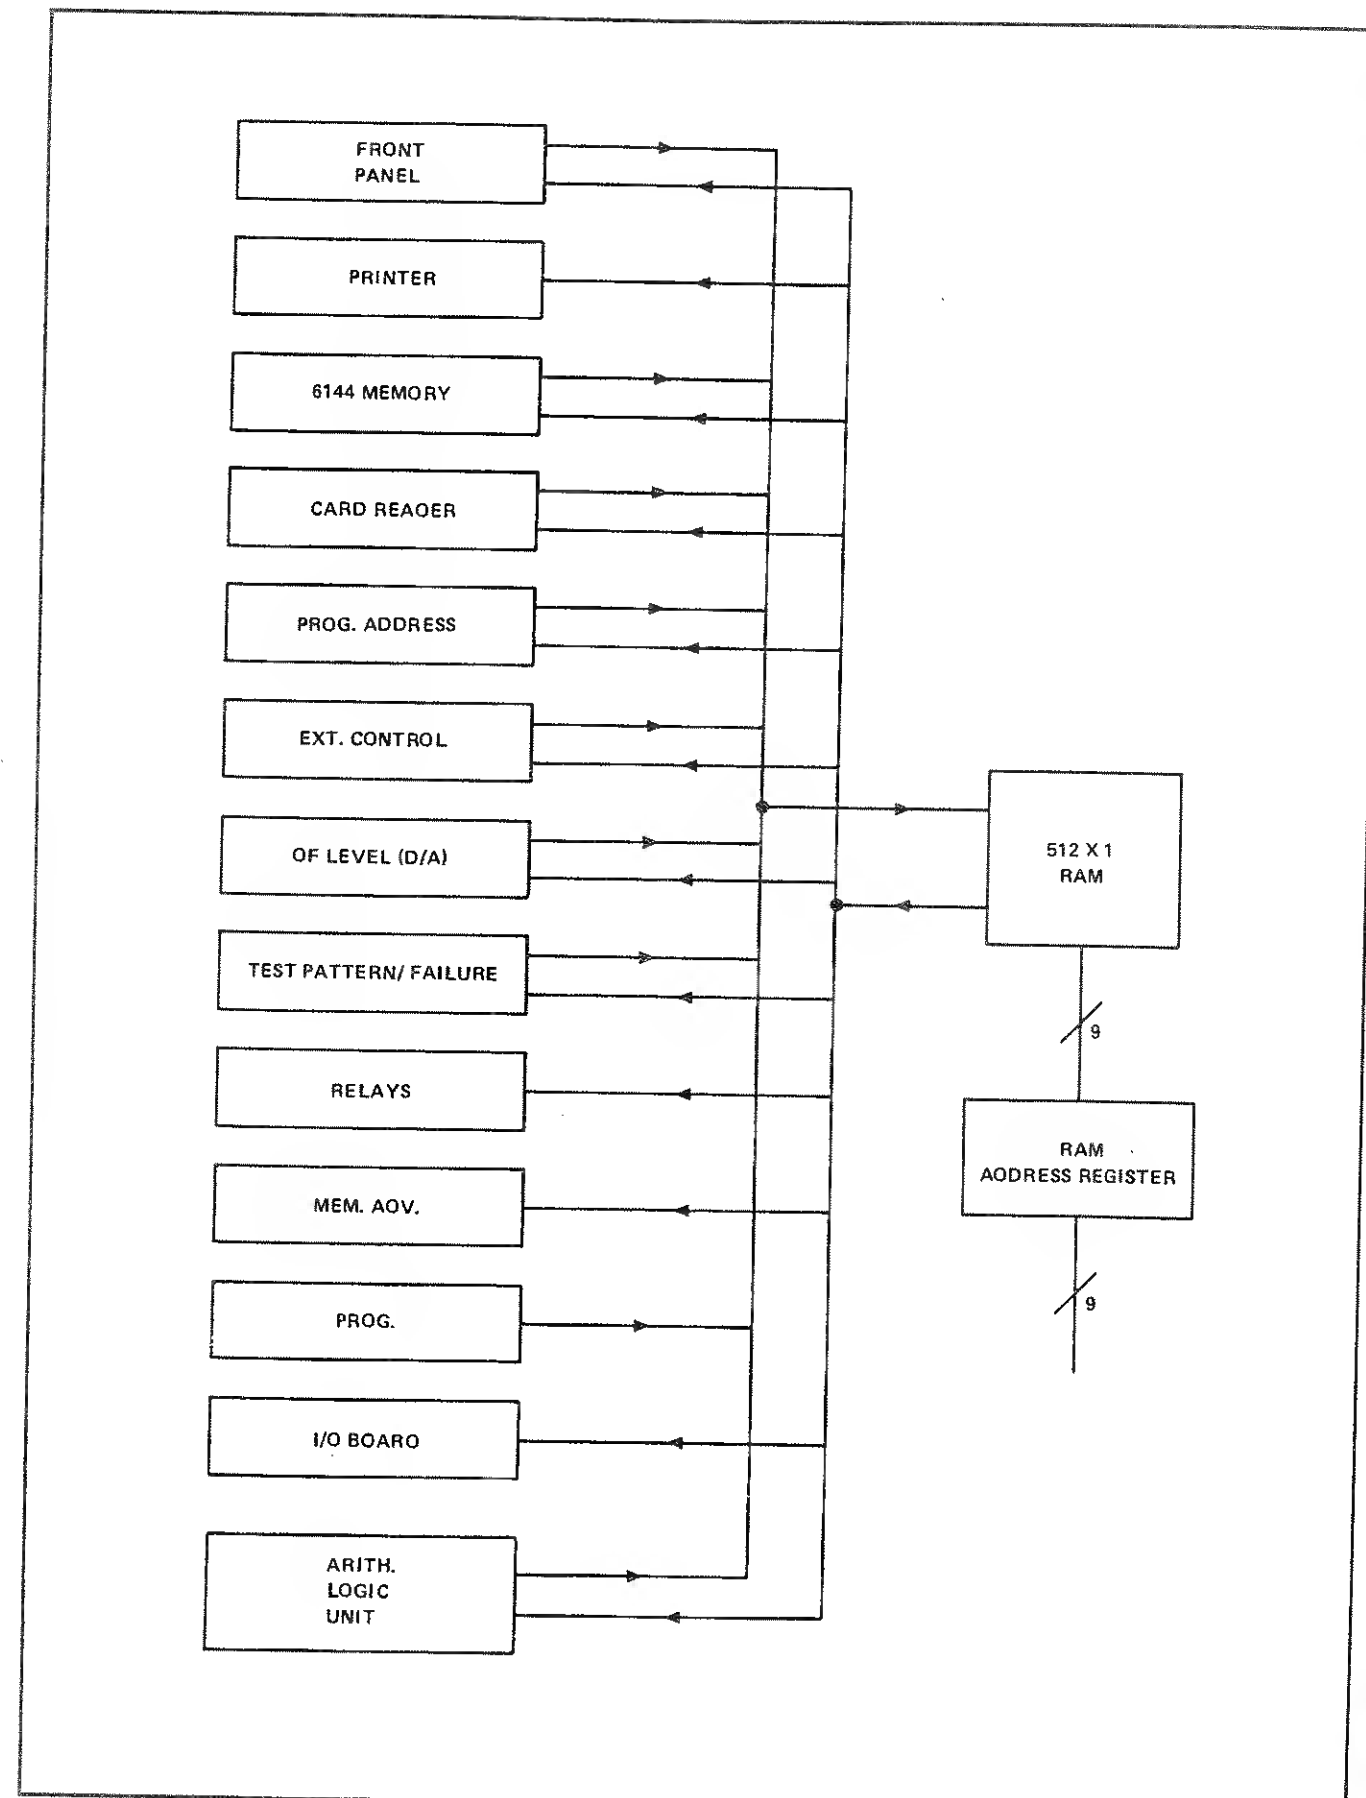 FRONT
PANEL
PRINTER
6144 MEMORY
CARD REAOER
PROG. ADDRESS
EXT. CONTROL
OF LEVEL (D/A)
512 X 1
RAM
TEST PATTERN/ FAILURE
9
RELAYS
RAM
AODRESS REGISTER
MEM. AOV.
9
PROG.
I/O BOARO
ARITH.
LOGIC
UNIT